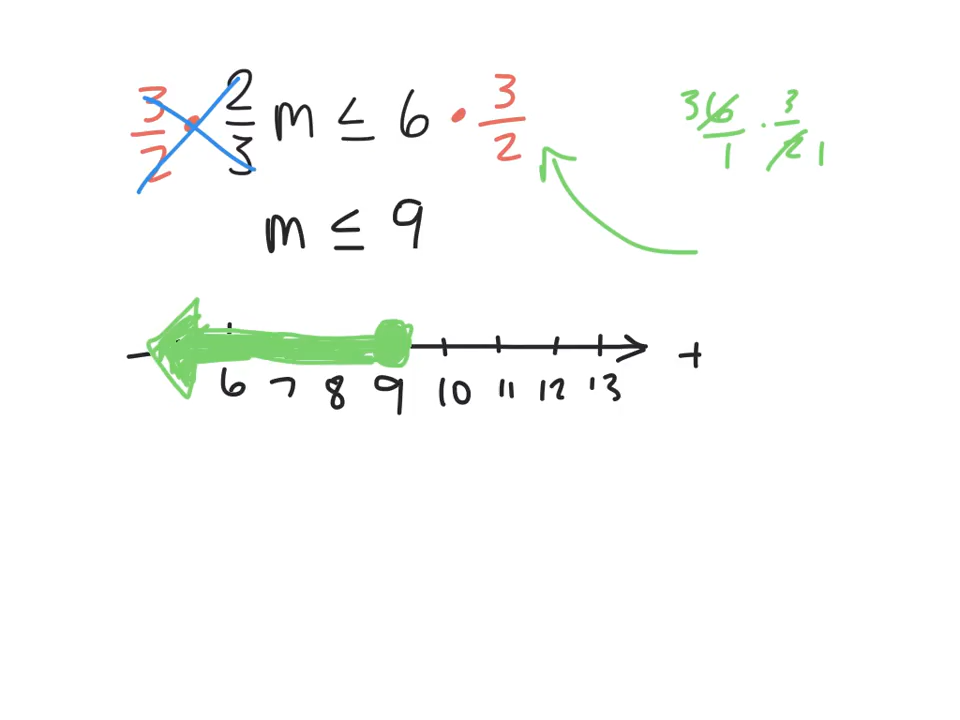 3/2 • 2/3 m ≤ 6 • 3/2
3 6/1 · 3/2 1
m ≤ 9
− 6 7 8 9 10 11 12 13 +